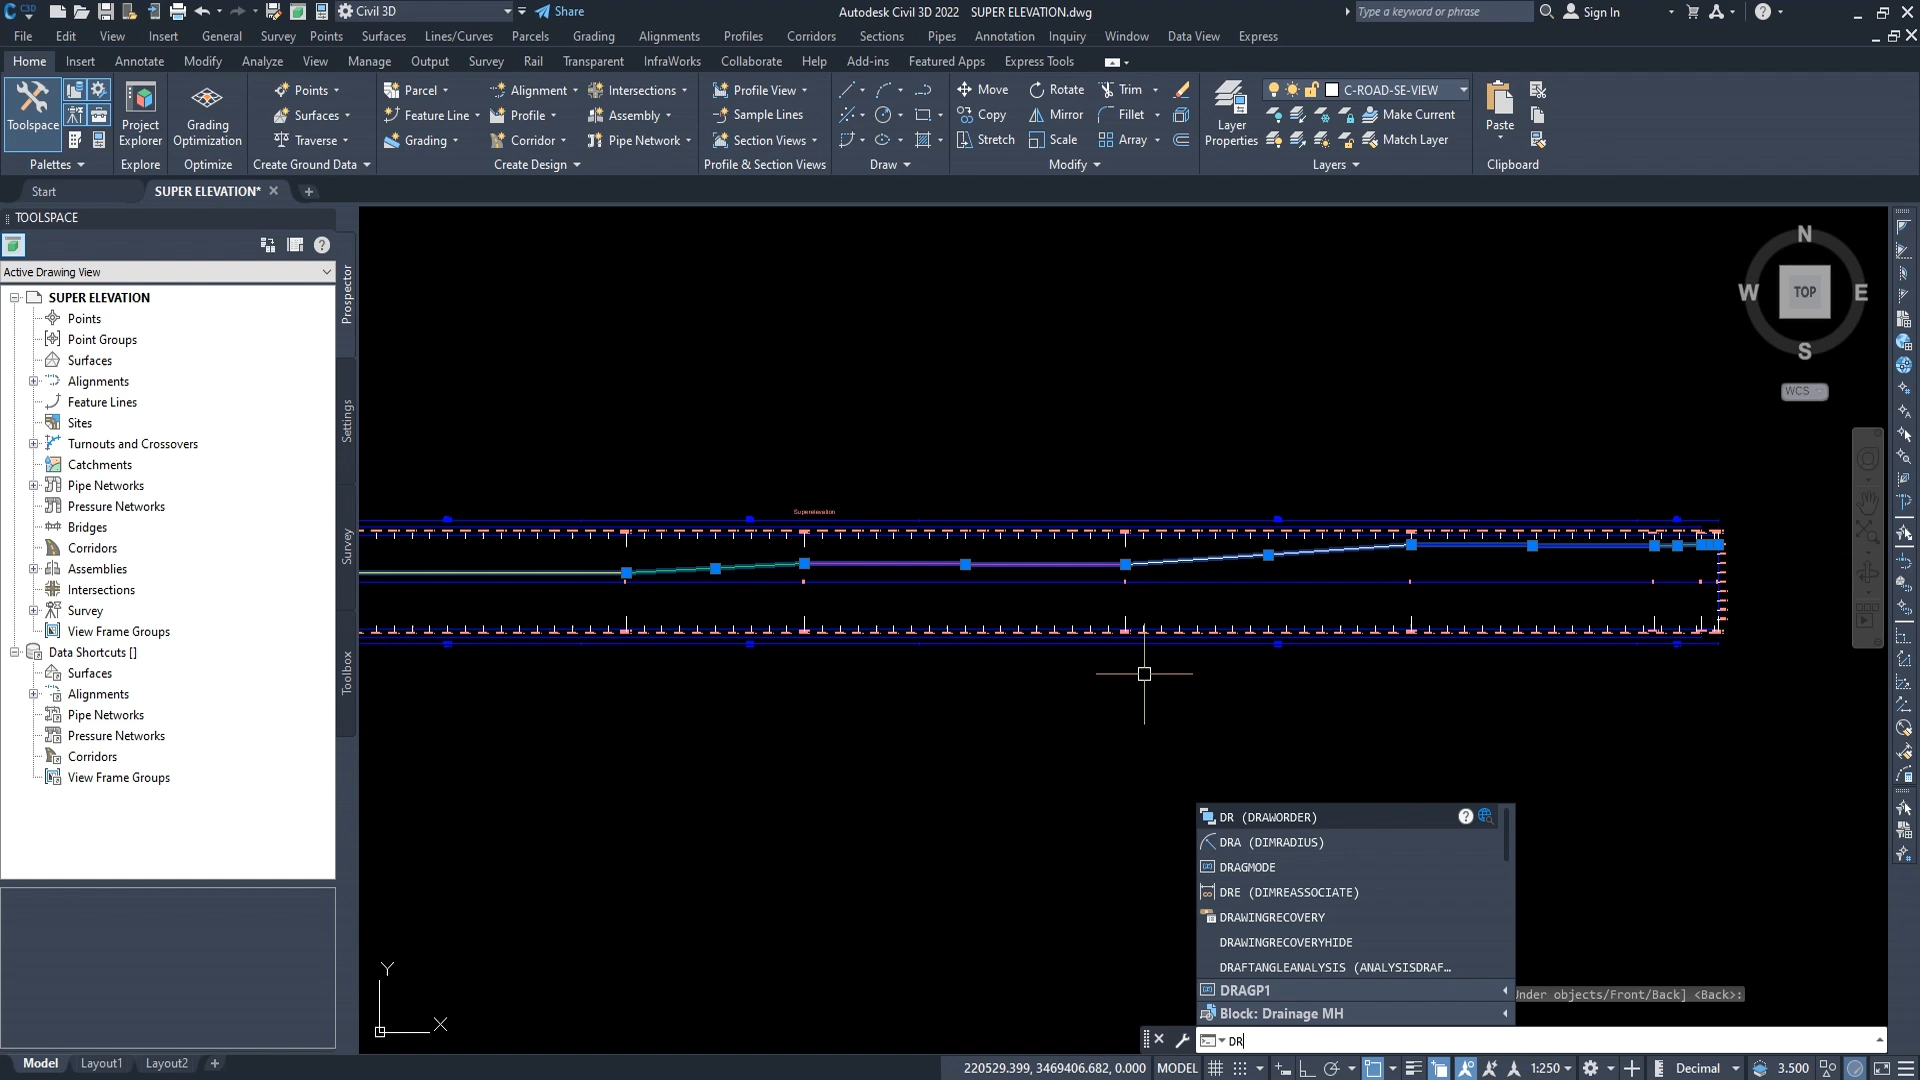 C3D Civil 3D Share Autodesk Civil 3D 2022 SUPER ELEVATION.dwg Type a keyword or phrase Sign In
File Edit View Insert General Survey Points Surfaces Lines/Curves Parcels Grading Alignments Profiles Corridors Sections Pipes Annotation Inquiry Window Data View Express
Home Insert Annotate Modify Analyze View Manage Output Survey Rail Transparent InfraWorks Collaborate Help Add-ins Featured Apps Express Tools
Points Parcel Alignment Intersections Profile View Move Rotate Trim C-ROAD-SE-VIEW
Toolspace Project Explorer Grading Optimization Surfaces Feature Line Profile Assembly Sample Lines Copy Mirror Fillet Layer Properties Make Current Paste
Traverse Grading Corridor Pipe Network Section Views Stretch Scale Array Match Layer
Palettes Explore Optimize Create Ground Data Create Design Profile & Section Views Draw Modify Layers Clipboard
Start SUPER ELEVATION*
TOOLSPACE
Active Drawing View
SUPER ELEVATION
Points
Point Groups
Surfaces
Alignments
Feature Lines
Sites
Turnouts and Crossovers
Catchments
Pipe Networks
Pressure Networks
Bridges
Corridors
Assemblies
Intersections
Survey
View Frame Groups
Data Shortcuts []
Surfaces
Alignments
Pipe Networks
Pressure Networks
Corridors
View Frame Groups
Prospector
Settings
Survey
Toolbox
Superelevation
N
W TOP E
S
WCS
Y
X
DR (DRAWORDER)
DRA (DIMRADIUS)
DRAGMODE
DRE (DIMREASSOCIATE)
DRAWINGRECOVERY
DRAWINGRECOVERYHIDE
DRAFTANGLEANALYSIS (ANALYSISDRAF...
DRAGP1
Block: Drainage MH
Under objects/Front/Back] <Back>:
DR
Model Layout1 Layout2
220529.399, 3469406.682, 0.000 MODEL 1:250 Decimal 3.500